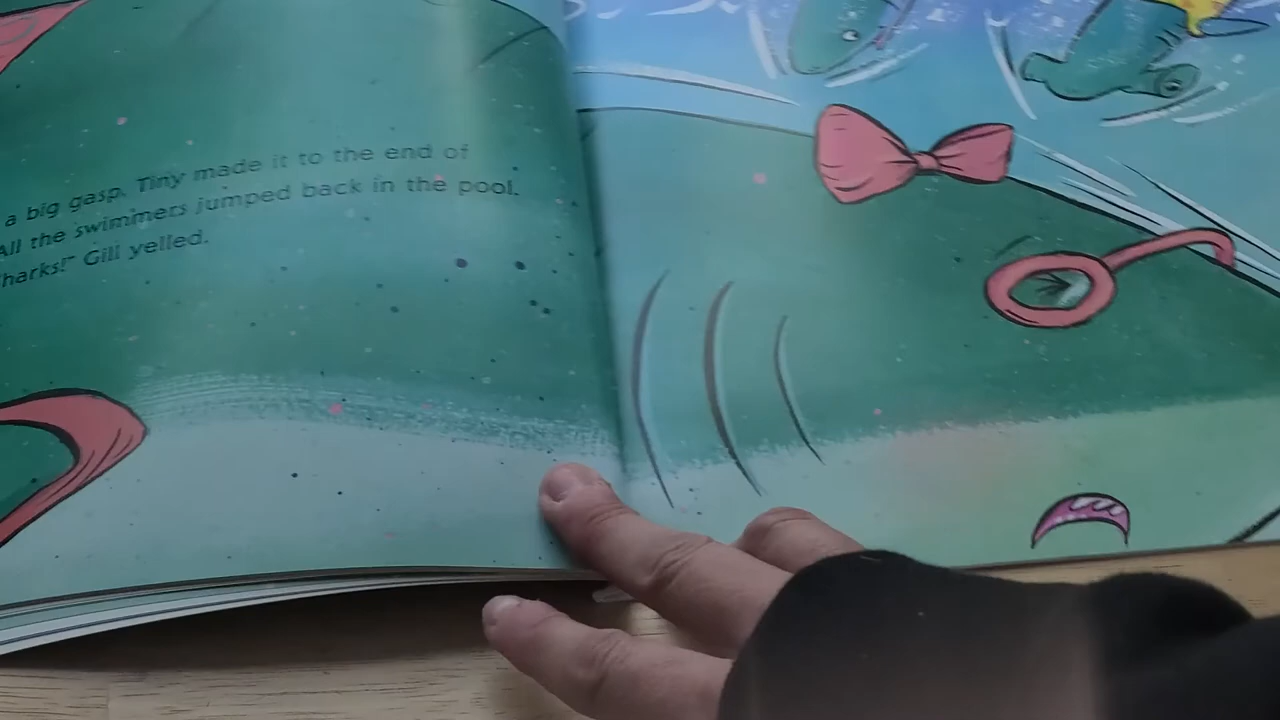 a big gasp. Tiny made it to the end of
All the swimmers jumped back in the pool.
harks!" Gill yelled.